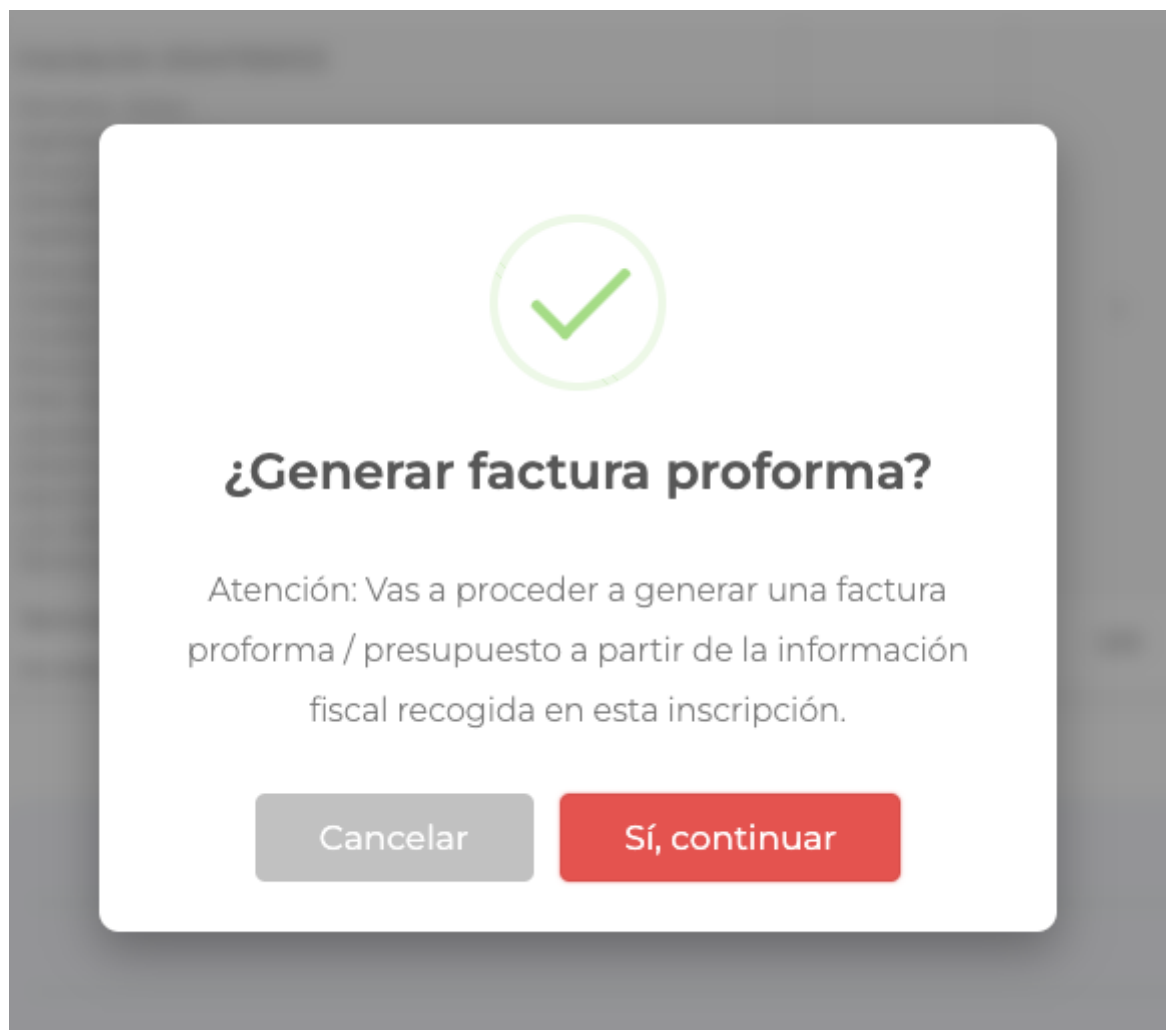 ¿Generar factura proforma?
Atención: Vas a proceder a generar una factura
proforma / presupuesto a partir de la información
fiscal recogida en esta inscripción.
Cancelar
Sí, continuar